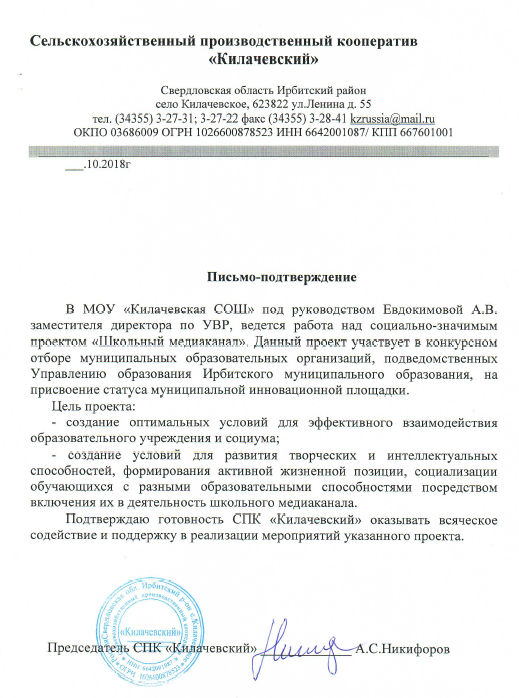 Сельскохозяйственный производственный кооператив
«Килачевский»
Свердловская область Ирбитский район
село Килачевское, 623822 ул.Ленина д. 55
тел. (34355) 3-27-31; 3-27-22 факс (34355) 3-28-41 kzrussia@mail.ru
ОКПО 03686009 ОГРН 1026600878523 ИНН 6642001087/ КПП 667601001
___.10.2018г
Письмо-подтверждение
В МОУ «Килачевская СОШ» под руководством Евдокимовой А.В.
заместителя директора по УВР, ведется работа над социально-значимым
проектом «Школьный медиаканал». Данный проект участвует в конкурсном
отборе муниципальных образовательных организаций, подведомственных
Управлению образования Ирбитского муниципального образования, на
присвоение статуса муниципальной инновационной площадки.
Цель проекта:
- создание оптимальных условий для эффективного взаимодействия
образовательного учреждения и социума;
- создание условий для развития творческих и интеллектуальных
способностей, формирования активной жизненной позиции, социализации
обучающихся с разными образовательными способностями посредством
включения их в деятельность школьного медиаканала.
Подтверждаю готовность СПК «Килачевский» оказывать всяческое
содействие и поддержку в реализации мероприятий указанного проекта.
«Килачевский»
ИНН 6642001087
ОГРН 1026600878523
Председатель СПК «Килачевский» ____________ А.С.Никифоров